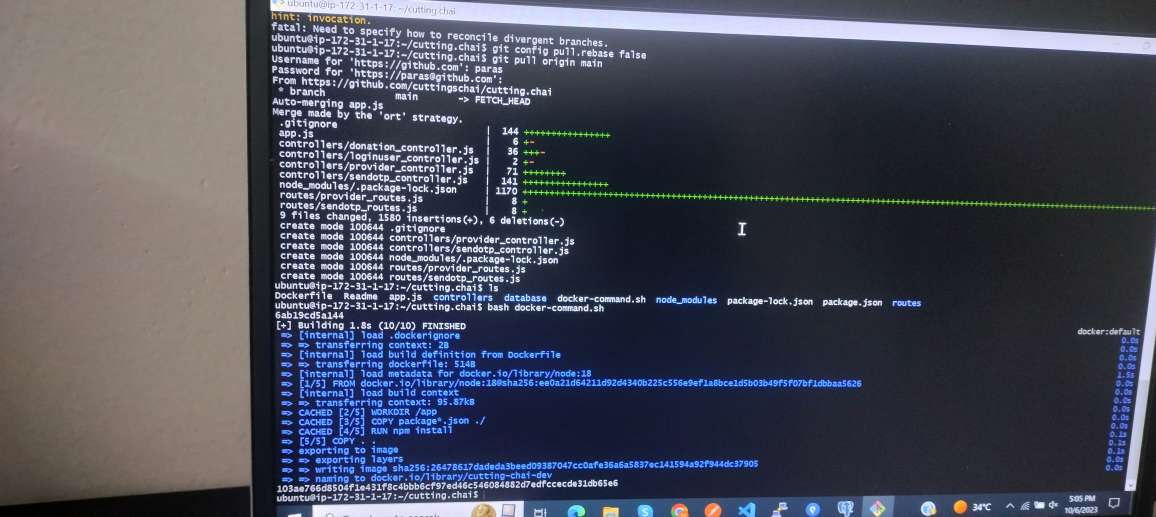 ubuntu@ip-172-31-1-17: ~/cutting.chai
hint: invocation.
fatal: Need to specify how to reconcile divergent branches.
ubuntu@ip-172-31-1-17:~/cutting.chai$ git config pull.rebase false
ubuntu@ip-172-31-1-17:~/cutting.chai$ git pull origin main
Username for 'https://github.com': paras
Password for 'https://paras@github.com':
From https://github.com/cuttingschai/cutting.chai
* branch main -> FETCH_HEAD
Auto-merging app.js
Merge made by the 'ort' strategy.
.gitignore | 144 ++++++++++++++++
app.js | 6 +-
controllers/donation_controller.js | 36 +++-
controllers/loginuser_controller.js | 2 +-
controllers/provider_controller.js | 71 ++++++++
controllers/sendotp_controller.js | 141 ++++++++++++++++
node_modules/.package-lock.json | 1170
routes/provider_routes.js | 8 +
routes/sendotp_routes.js | 8 +
9 files changed, 1580 insertions(+), 6 deletions(-)
create mode 100644 .gitignore
create mode 100644 controllers/provider_controller.js
create mode 100644 controllers/sendotp_controller.js
create mode 100644 node_modules/.package-lock.json
create mode 100644 routes/provider_routes.js
create mode 100644 routes/sendotp_routes.js
ubuntu@ip-172-31-1-17:~/cutting.chai$ ls
Dockerfile Readme app.js controllers database docker-command.sh node_modules package-lock.json package.json routes
ubuntu@ip-172-31-1-17:~/cutting.chai$ bash docker-command.sh
6ab19cd5a144
[+] Building 1.8s (10/10) FINISHED docker:default
=> [internal] load .dockerignore 0.0s
=> => transferring context: 2B 0.0s
=> [internal] load build definition from Dockerfile 0.0s
=> => transferring dockerfile: 514B 0.0s
=> [internal] load metadata for docker.io/library/node:18 1.5s
=> [1/5] FROM docker.io/library/node:18@sha256:ee0a21d64211d92d4340b225c556e9ef1a8bce1d5b03b49f5f07bf1dbbaa5626 0.0s
=> [internal] load build context 0.0s
=> => transferring context: 95.87kB 0.0s
=> CACHED [2/5] WORKDIR /app 0.0s
=> CACHED [3/5] COPY package*.json ./ 0.0s
=> CACHED [4/5] RUN npm install 0.0s
=> [5/5] COPY . . 0.1s
=> exporting to image 0.1s
=> => exporting layers 0.1s
=> => writing image sha256:26478617dadeda3beed09387047cc0afe36a6a5837ec141594a92f944dc37905 0.0s
=> => naming to docker.io/library/cutting-chai-dev 0.0s
103ae766d8504f1e431f8c4bbb6cf97ed46c546084882d7edfccecde31db65e6
ubuntu@ip-172-31-1-17:~/cutting.chai$
34°C
5:05 PM
10/6/2023